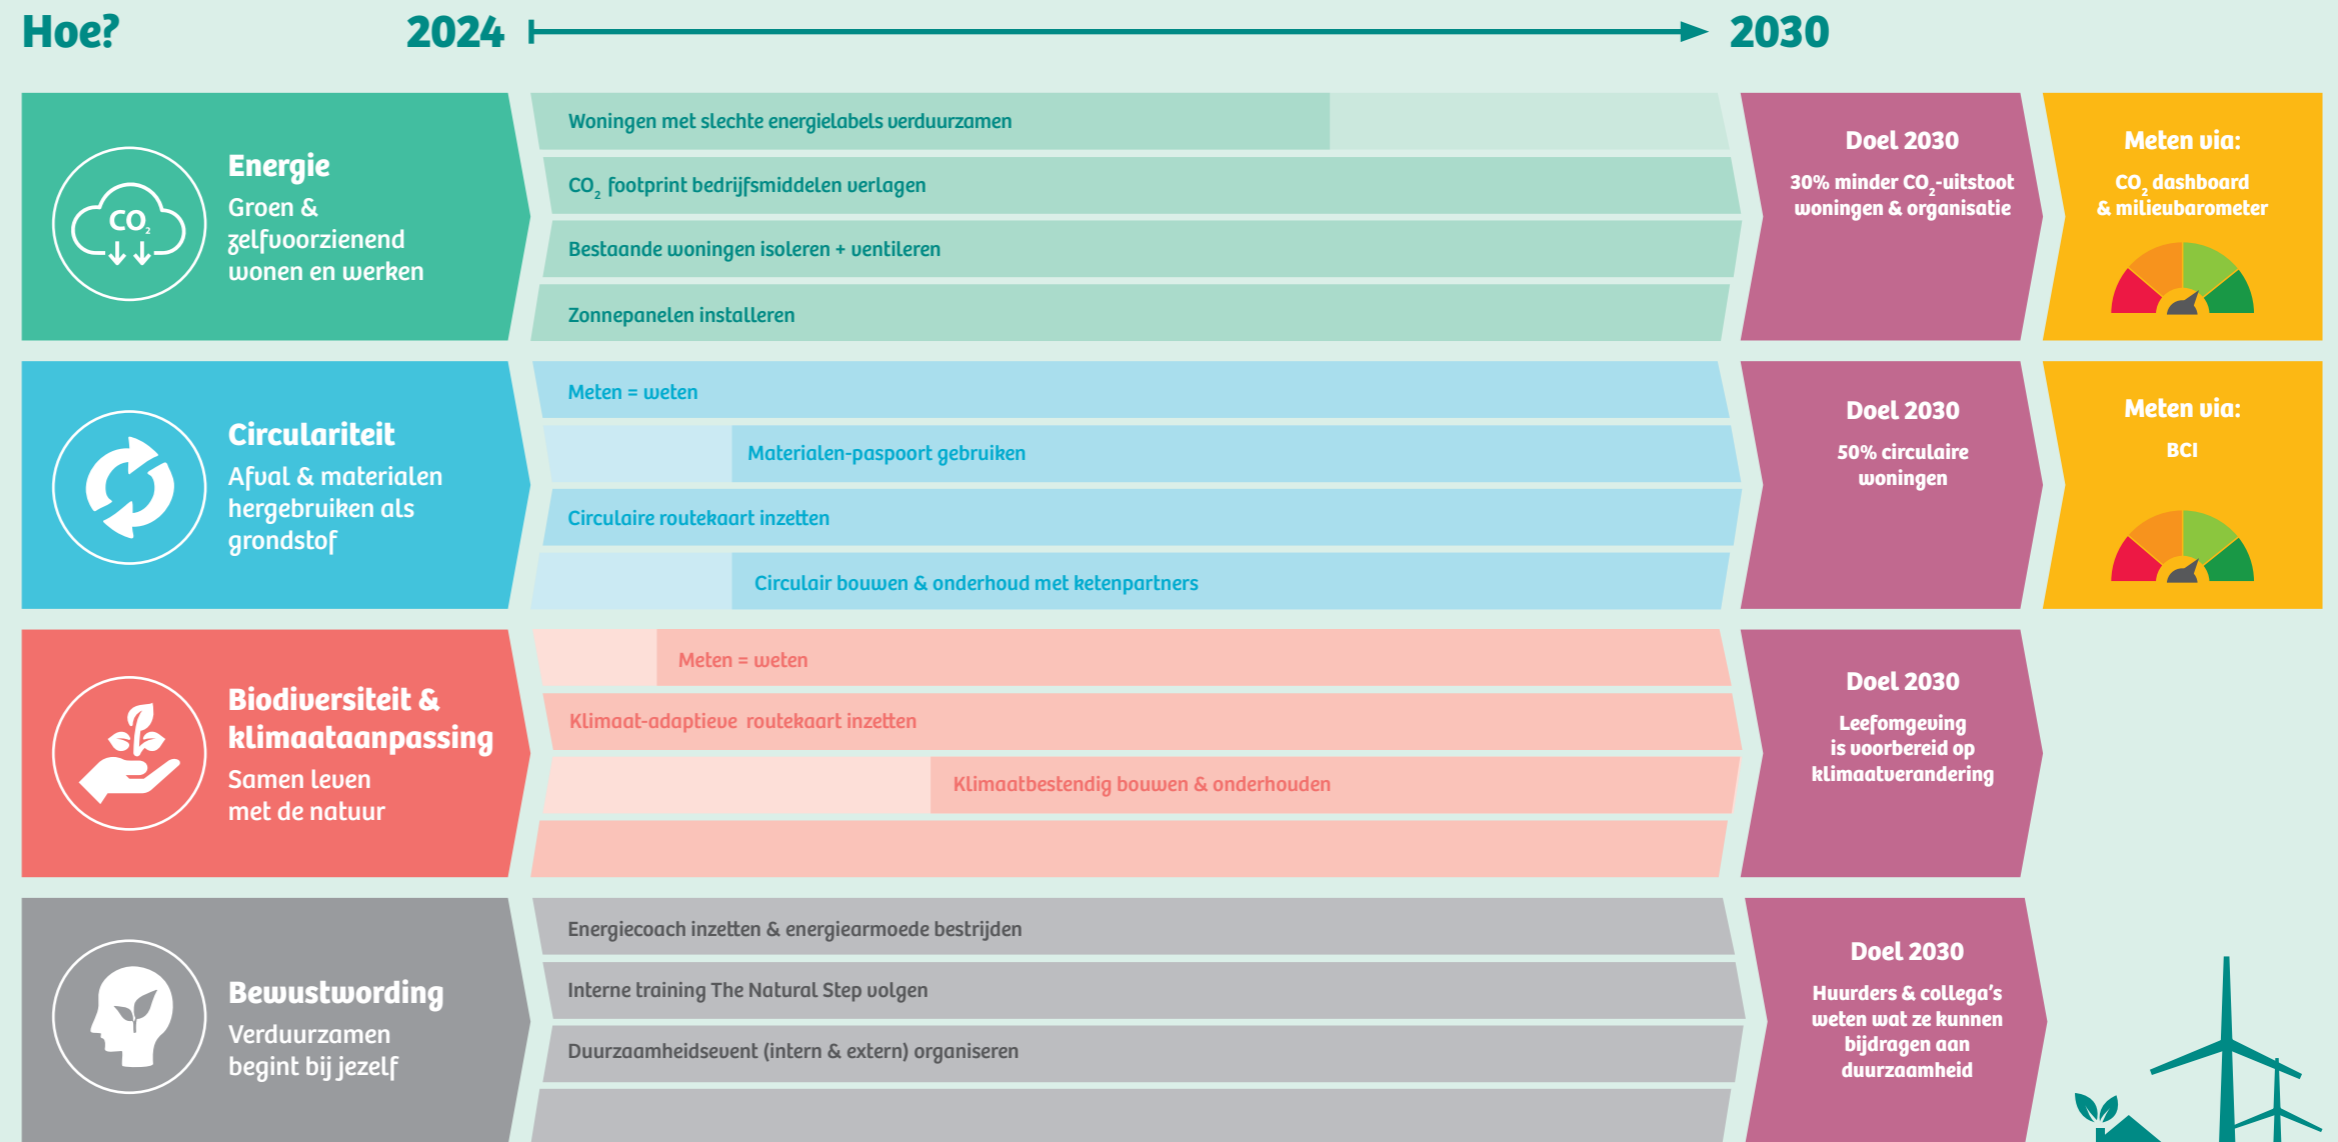 Hoe?
2024
2030
Energie
Groen &
zelfvoorzienend
wonen en werken
CO₂
Woningen met slechte energielabels verduurzamen
CO₂ footprint bedrijfsmiddelen verlagen
Bestaande woningen isoleren + ventileren
Zonnepanelen installeren
Doel 2030
30% minder CO₂-uitstoot
woningen & organisatie
Meten via:
CO₂ dashboard
& milieubarometer
Circulariteit
Afval & materialen
hergebruiken als
grondstof
Meten = weten
Materialen-paspoort gebruiken
Circulaire routekaart inzetten
Circulair bouwen & onderhoud met ketenpartners
Doel 2030
50% circulaire
woningen
Meten via:
BCI
Biodiversiteit &
klimaataanpassing
Samen leven
met de natuur
Meten = weten
Klimaat-adaptieve routekaart inzetten
Klimaatbestendig bouwen & onderhouden
Doel 2030
Leefomgeving
is voorbereid op
klimaatverandering
Bewustwording
Verduurzamen
begint bij jezelf
Energiecoach inzetten & energiearmoede bestrijden
Interne training The Natural Step volgen
Duurzaamheidsevent (intern & extern) organiseren
Doel 2030
Huurders & collega's
weten wat ze kunnen
bijdragen aan
duurzaamheid